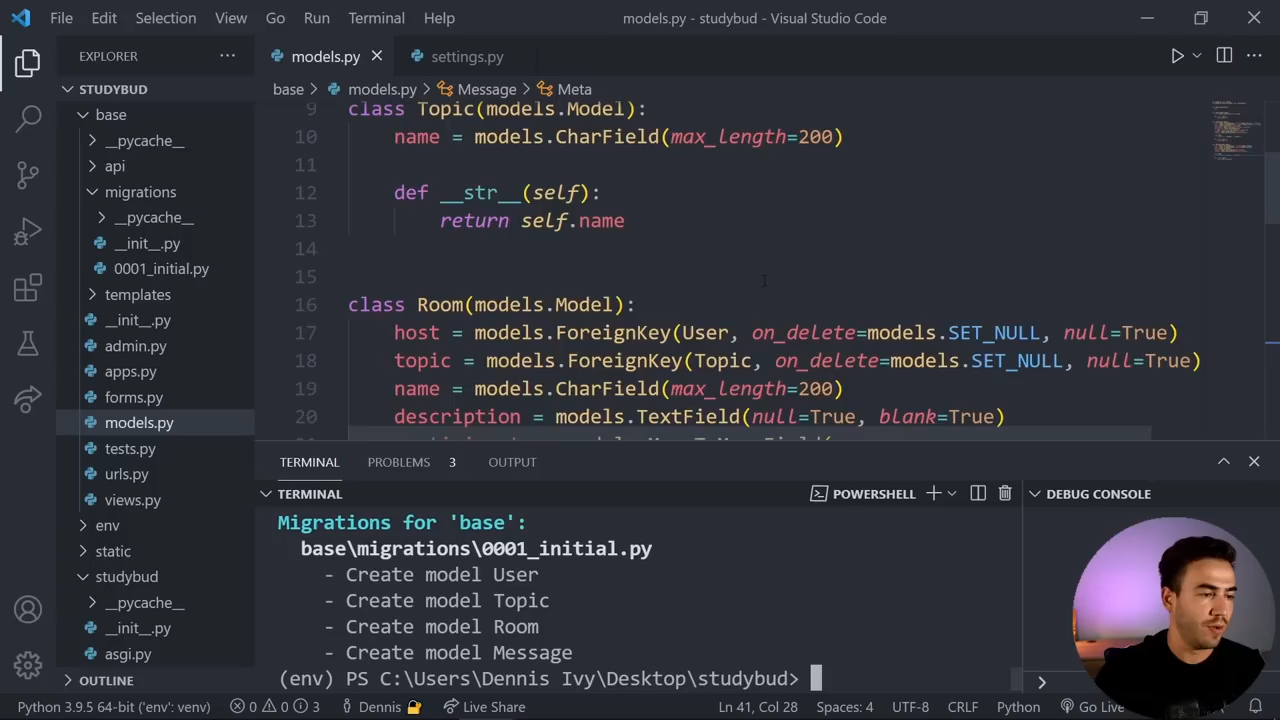 File Edit Selection View Go Run Terminal Help models.py - studybud - Visual Studio Code
EXPLORER
STUDYBUD
base
__pycache__
api
migrations
__pycache__
__init__.py
0001_initial.py
templates
__init__.py
admin.py
apps.py
forms.py
models.py
tests.py
urls.py
views.py
env
static
studybud
__pycache__
__init__.py
asgi.py
OUTLINE
models.py settings.py
base > models.py > Message > Meta
9 class Topic(models.Model):
10 name = models.CharField(max_length=200)
11
12 def __str__(self):
13 return self.name
14
15
16 class Room(models.Model):
17 host = models.ForeignKey(User, on_delete=models.SET_NULL, null=True)
18 topic = models.ForeignKey(Topic, on_delete=models.SET_NULL, null=True)
19 name = models.CharField(max_length=200)
20 description = models.TextField(null=True, blank=True)
TERMINAL PROBLEMS 3 OUTPUT
TERMINAL POWERSHELL DEBUG CONSOLE
Migrations for 'base':
base\migrations\0001_initial.py
- Create model User
- Create model Topic
- Create model Room
- Create model Message
(env) PS C:\Users\Dennis Ivy\Desktop\studybud>
Python 3.9.5 64-bit ('env': venv) 0 0 3 Dennis Live Share Ln 41, Col 28 Spaces: 4 UTF-8 CRLF Python Go Live